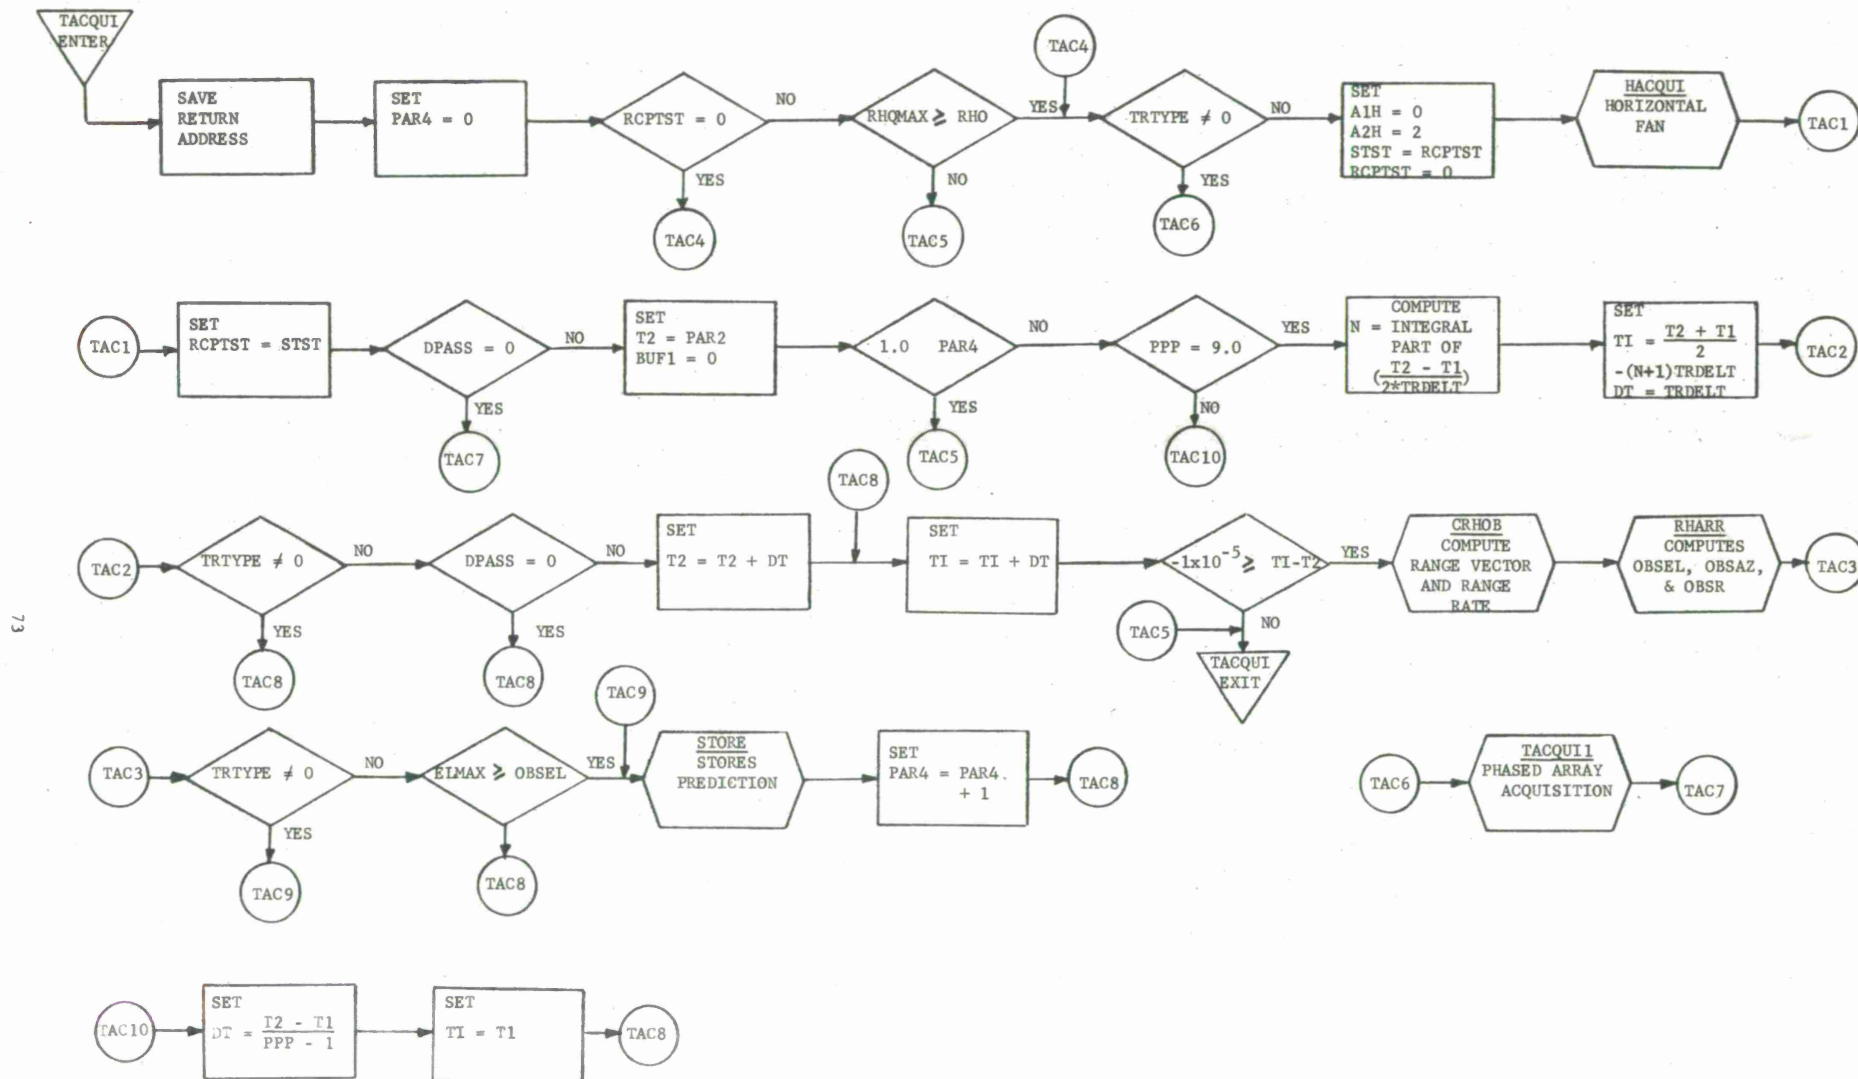 TACQUI
ENTER
SAVE
RETURN
ADDRESS
SET
PAR4 = 0
RCPTST = 0
NO
YES
TAC4
RHQMAX ≥ RHO
YES
NO
TAC5
TAC4
TRTYPE ≠ 0
NO
YES
TAC6
SET
A1H = 0
A2H = 2
STST = RCPTST
RCPTST = 0
HACQUI
HORIZONTAL
FAN
TAC1
TAC1
SET
RCPTST = STST
DPASS = 0
NO
YES
TAC7
SET
T2 = PAR2
BUF1 = 0
1.0 PAR4
NO
YES
TAC5
PPP = 9.0
YES
NO
TAC10
COMPUTE
N = INTEGRAL
PART OF
(T2 - T1
2*TRDELT)
SET
TI = T2 + T1
2
-(N+1)TRDELT
DT = TRDELT
TAC2
TAC2
TRTYPE ≠ 0
NO
YES
TAC8
DPASS = 0
NO
YES
TAC8
SET
T2 = T2 + DT
TAC8
SET
TI = TI + DT
-1x10-5 ≥ TI-T2
YES
NO
TAC5
TACQUI
EXIT
CRHOB
COMPUTE
RANGE VECTOR
AND RANGE
RATE
RHARR
COMPUTES
OBSEL, OBSAZ,
& OBSR
TAC3
73
TAC3
TRTYPE ≠ 0
NO
YES
TAC9
ELMAX ≥ OBSEL
YES
TAC8
TAC9
STORE
STORES
PREDICTION
SET
PAR4 = PAR4.
+ 1
TAC8
TAC6
TACQUI1
PHASED ARRAY
ACQUISITION
TAC7
TAC10
SET
DT = T2 - T1
PPP - 1
SET
TI = T1
TAC8